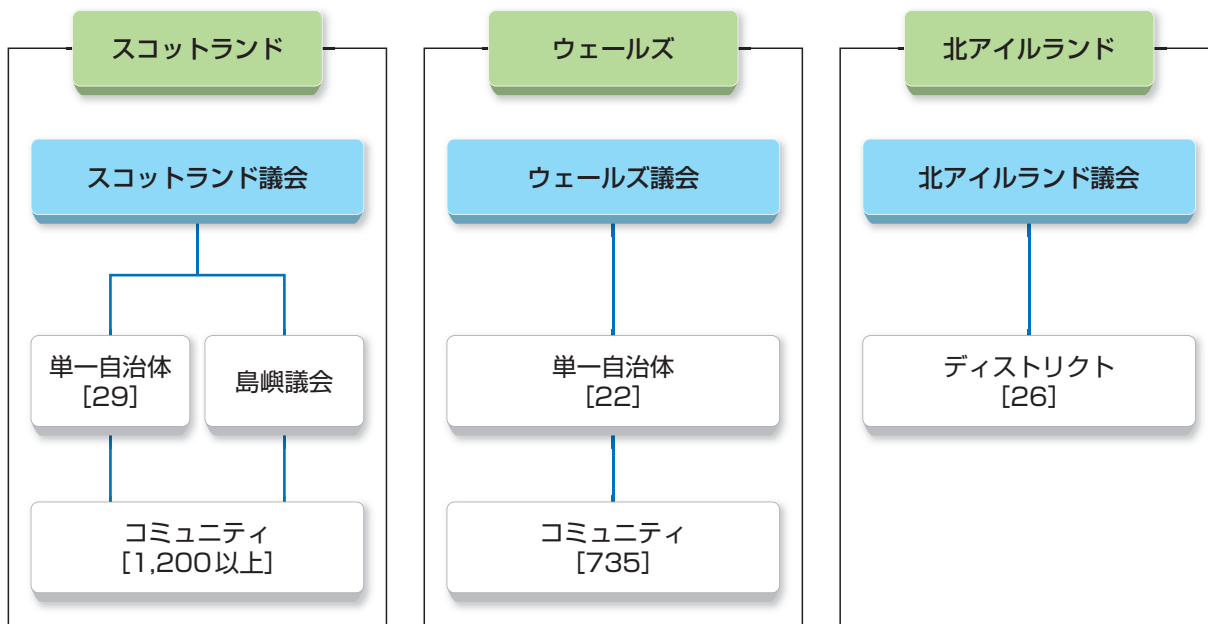 スコットランド
スコットランド議会
単一自治体
[29]
島嶼議会
コミュニティ
[1,200以上]
ウェールズ
ウェールズ議会
単一自治体
[22]
コミュニティ
[735]
北アイルランド
北アイルランド議会
ディストリクト
[26]